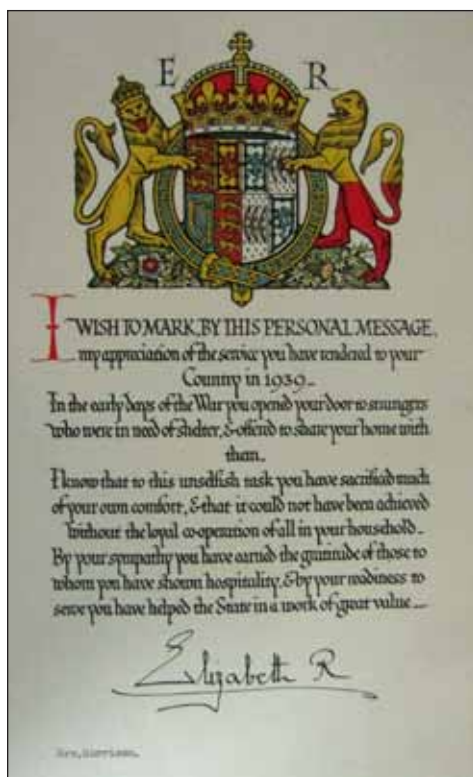 E R
I WISH TO MARK, BY THIS PERSONAL MESSAGE,
my appreciation of the service you have rendered to your
Country in 1939_
In the early days of the War you opened your door to strangers
who were in need of shelter, & offered to share your home with
them_
I know that to this unselfish task you have sacrificed much
of your own comfort, & that it could not have been achieved
without the loyal co-operation of all in your household_
By your sympathy you have earned the gratitude of those to
whom you have shown hospitality, & by your readiness to
serve you have helped the State in a work of great value_
Elizabeth R
Mrs.